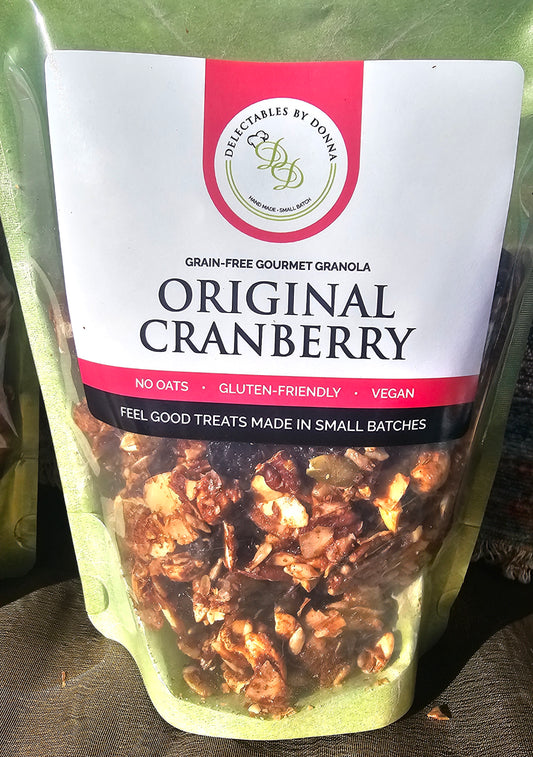 DELECTABLES BY DONNA
DD
HAND MADE • SMALL BATCH
GRAIN-FREE GOURMET GRANOLA
ORIGINAL
CRANBERRY
NO OATS • GLUTEN-FRIENDLY • VEGAN
FEEL GOOD TREATS MADE IN SMALL BATCHES